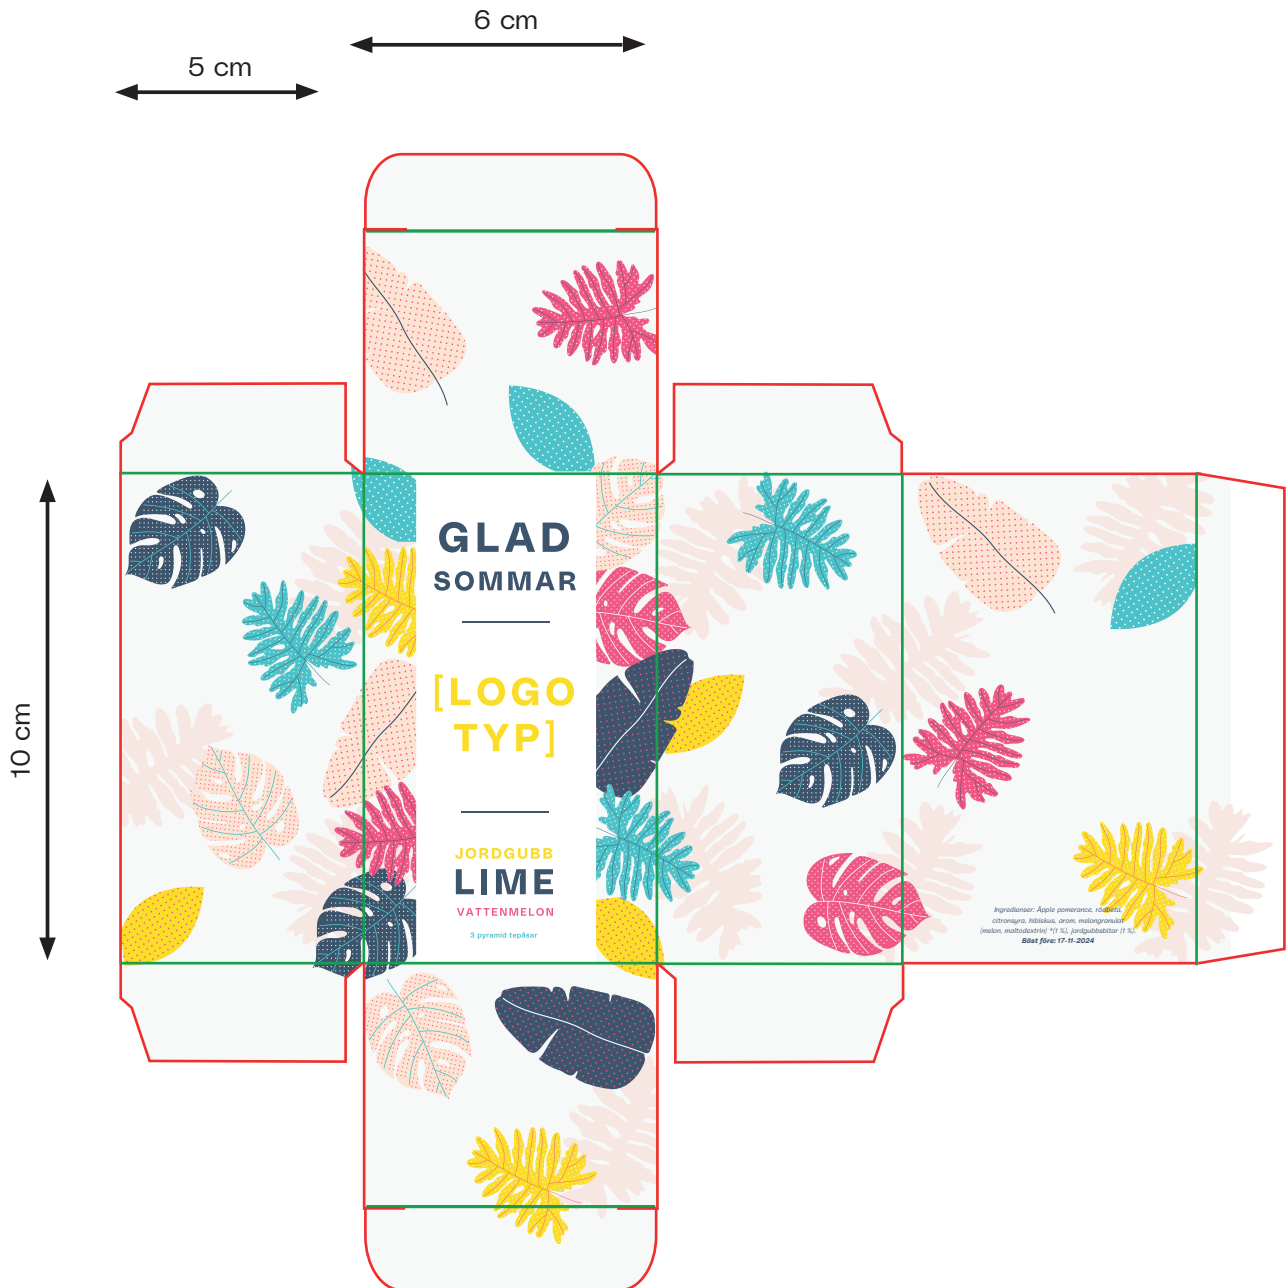 6 cm
5 cm
10 cm
GLAD
SOMMAR
[LOGO
TYP]
JORDGUBB
LIME
VATTENMELON
3 pyramid tepåsar
Ingredienser: Äpple pomerance, rödbeta,
citronsyra, hibiskus, arom, melongranulat
(melon, maltodextrin) *(1 %), jordgubbsbitar (1 %).
Bäst före: 17-11-2024